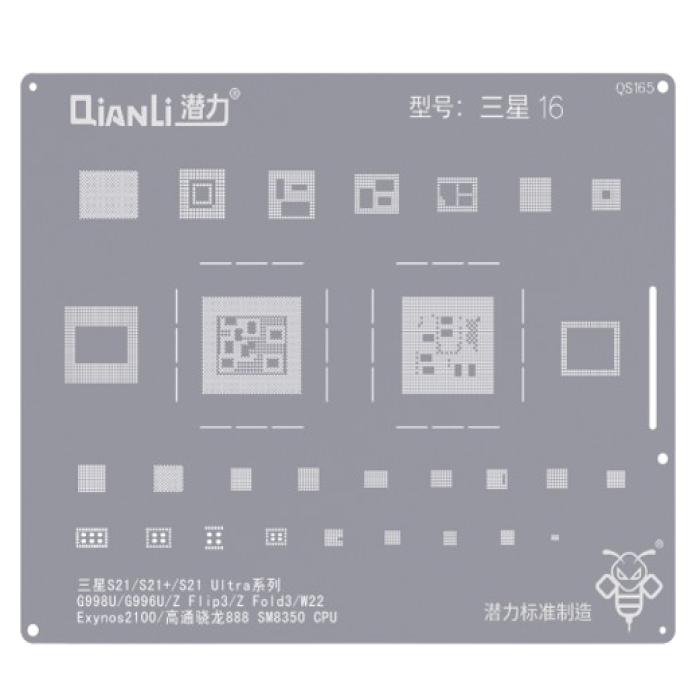 QIANLI 潜力®
型号: 三星 16
QS165
三星S21/S21+/S21 Ultra系列
G998U/G996U/Z Flip3/Z Fold3/W22
Exynos2100/高通骁龙888 SM8350 CPU
®
潜力标准制造